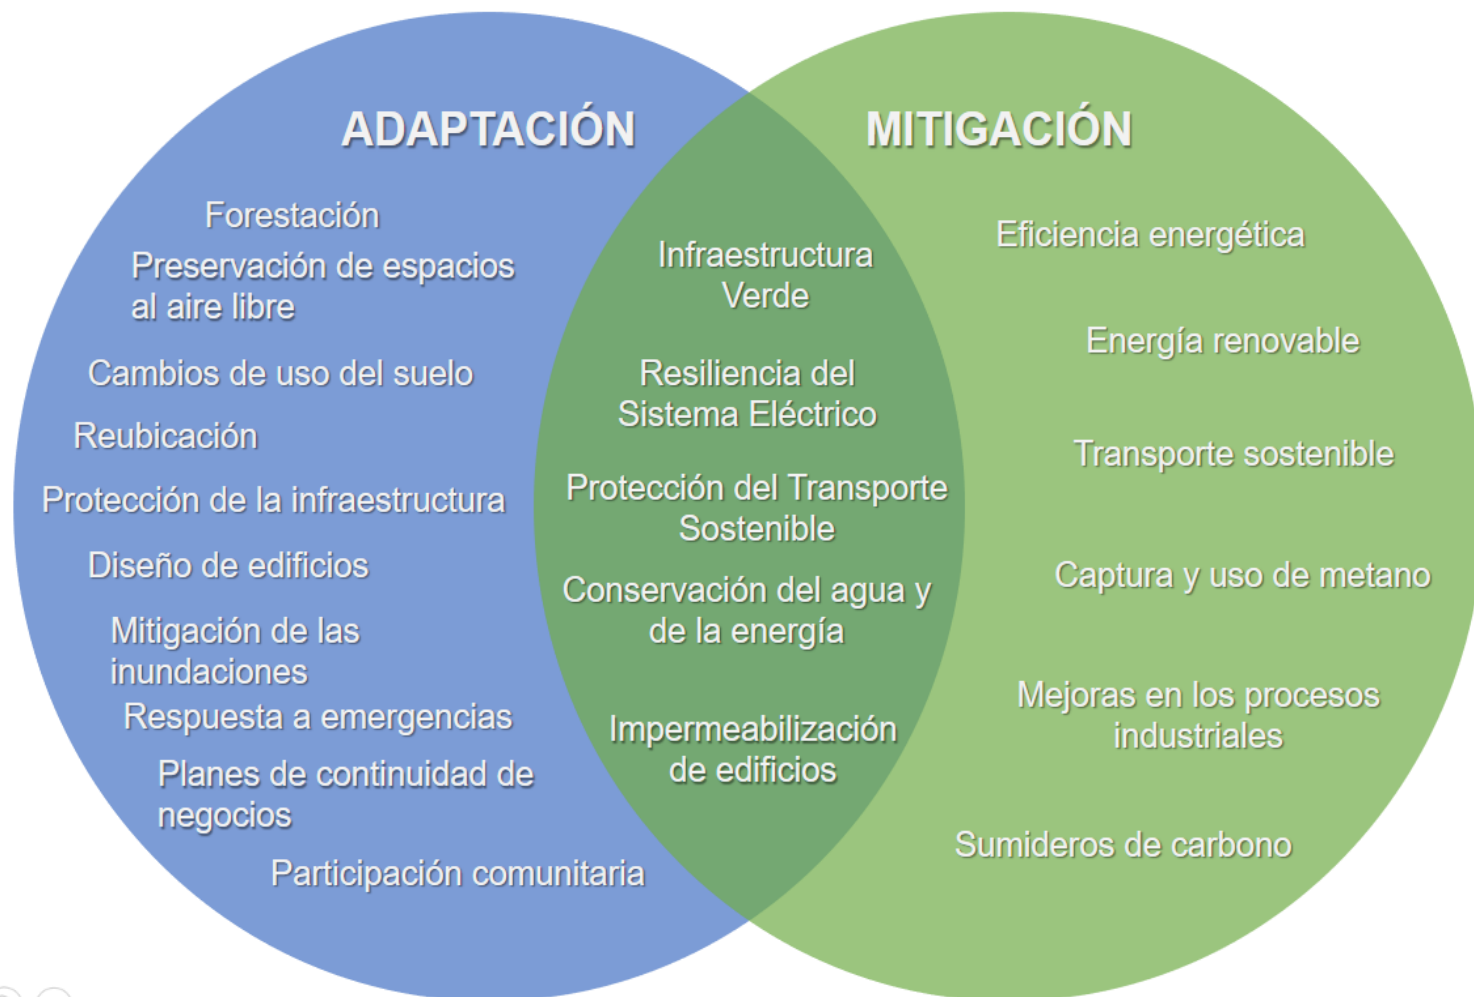 ADAPTACIÓN
Forestación
Preservación de espacios
al aire libre
Cambios de uso del suelo
Reubicación
Protección de la infraestructura
Diseño de edificios
Mitigación de las
inundaciones
Respuesta a emergencias
Planes de continuidad de
negocios
Participación comunitaria
Infraestructura
Verde
Resiliencia del
Sistema Eléctrico
Protección del Transporte
Sostenible
Conservación del agua y
de la energía
Impermeabilización
de edificios
MITIGACIÓN
Eficiencia energética
Energía renovable
Transporte sostenible
Captura y uso de metano
Mejoras en los procesos
industriales
Sumideros de carbono